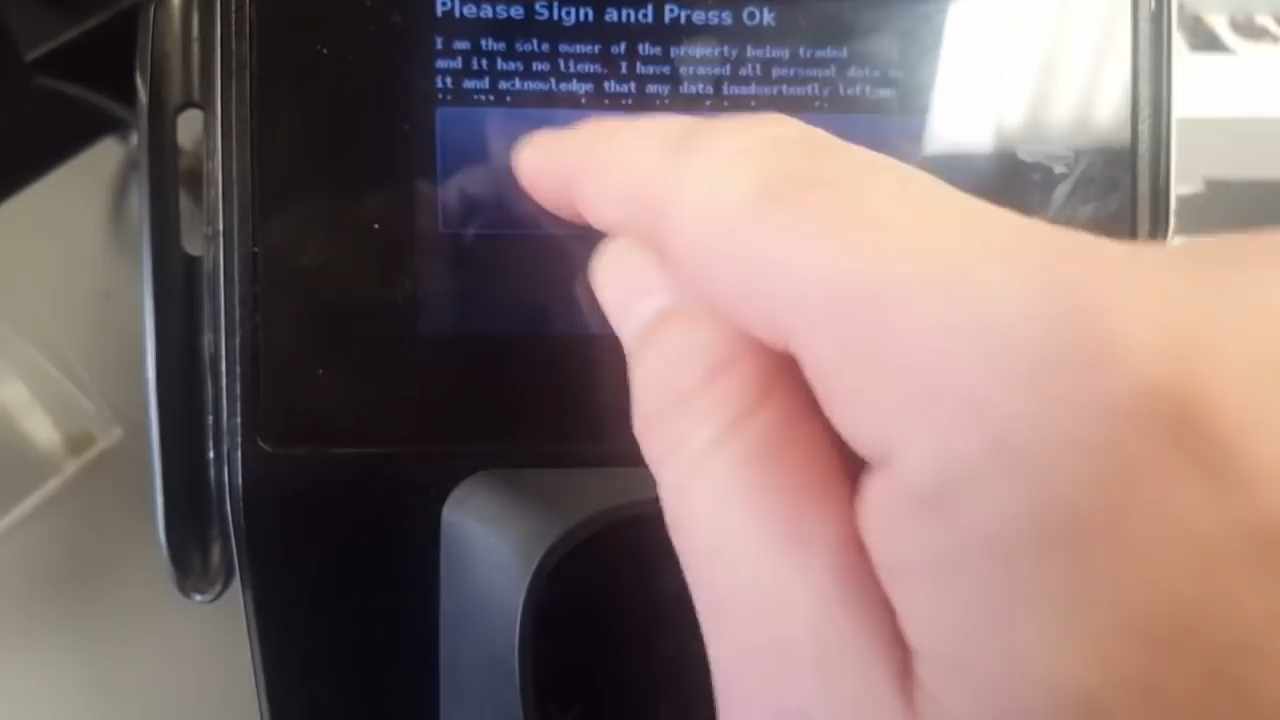 Please Sign and Press Ok
I am the sole owner of the property being traded
and it has no liens. I have erased all personal data
it and acknowledge that any data inadvertently left